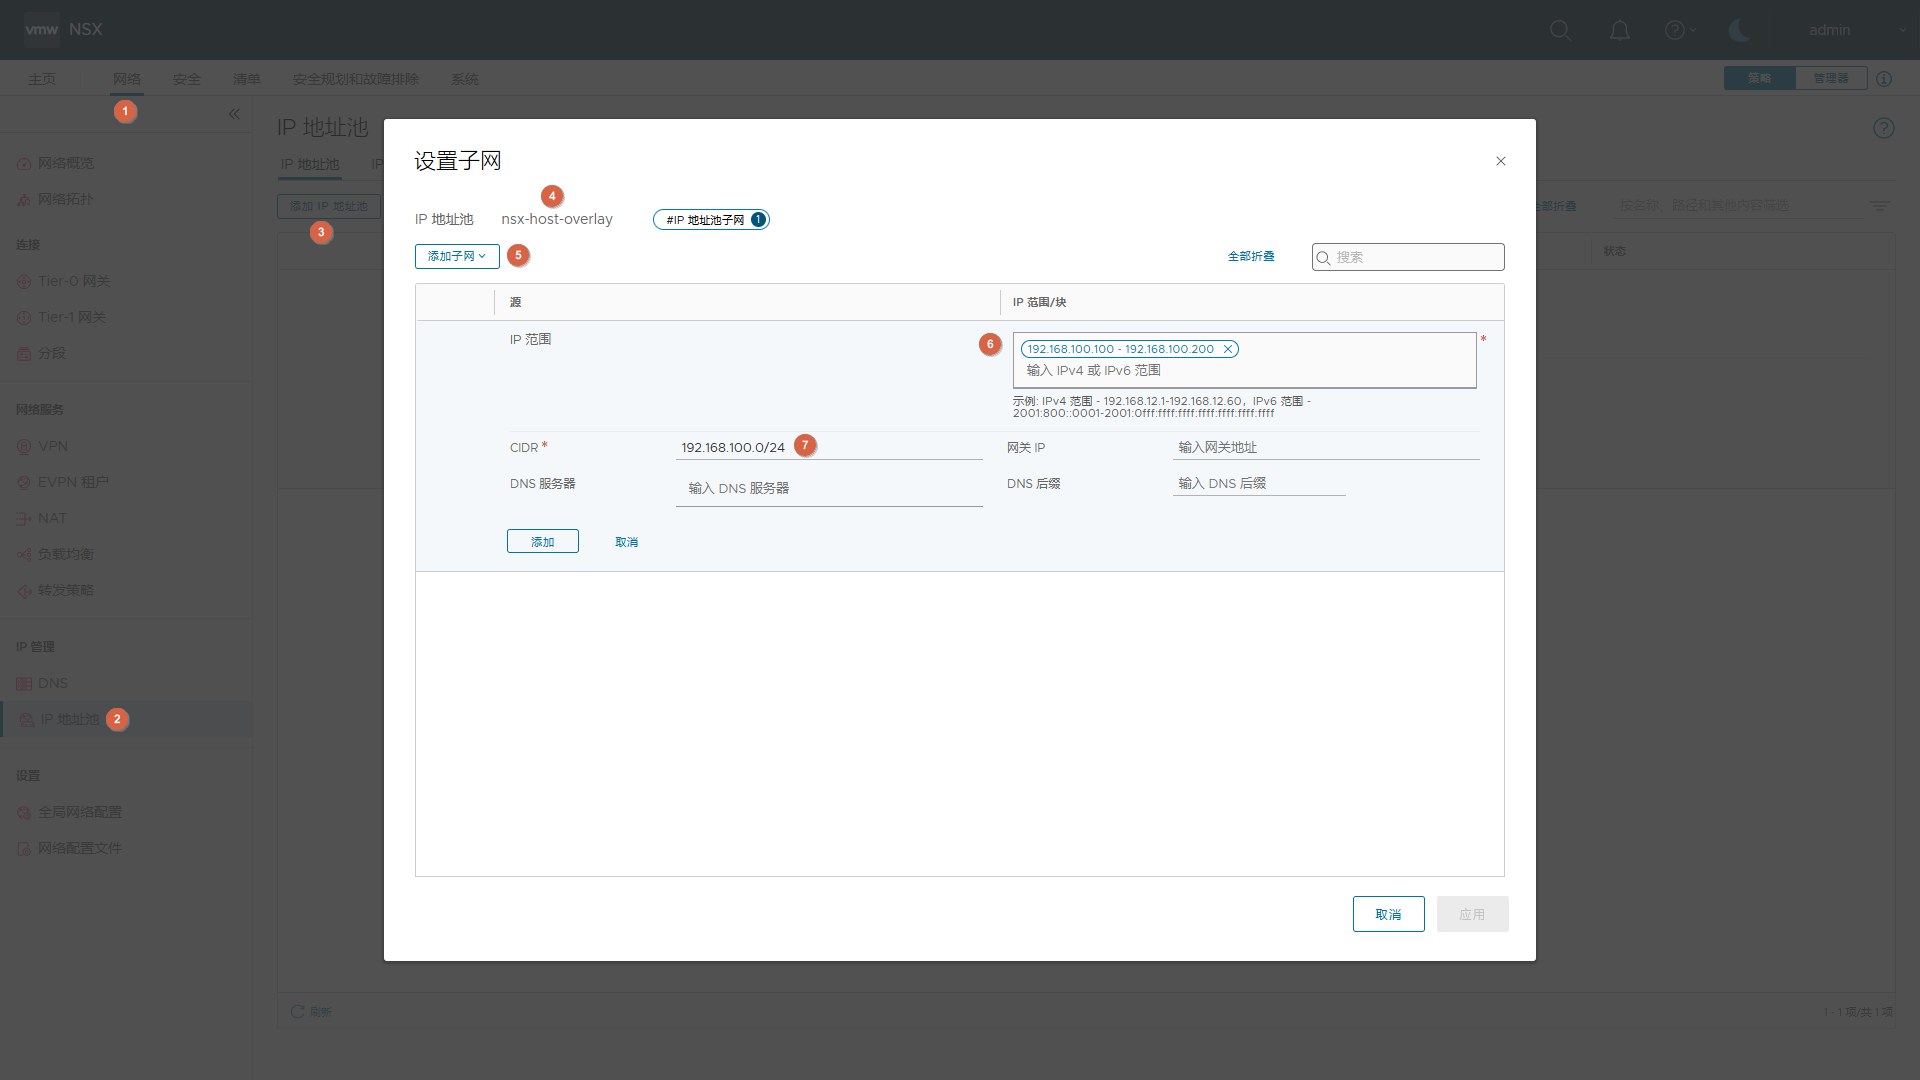 vmw NSX
admin
主页 网络 安全 清单 安全规划和故障排除 系统
策略 管理器
1
IP 地址池
IP 地址池 IP
添加 IP 地址池
3
全部折叠
按名称、路径和其他内容筛选
状态
网络概览
网络拓扑
连接
Tier-0 网关
Tier-1 网关
分段
网络服务
VPN
EVPN 租户
NAT
负载均衡
转发策略
IP 管理
DNS
IP 地址池 2
设置
全局网络配置
网络配置文件
设置子网
4
IP 地址池 nsx-host-overlay #IP 地址池子网 1
添加子网 5 全部折叠 搜索
源 IP 范围/块
IP 范围 6 192.168.100.100 - 192.168.100.200 *
输入 IPv4 或 IPv6 范围
示例: IPv4 范围 - 192.168.12.1-192.168.12.60，IPv6 范围 -
2001:800::0001-2001:0fff:ffff:ffff:ffff:ffff:ffff:ffff
CIDR * 192.168.100.0/24 7 网关 IP 输入网关地址
DNS 服务器 输入 DNS 服务器 DNS 后缀 输入 DNS 后缀
添加 取消
取消 应用
刷新 1 - 1 项/共 1 项